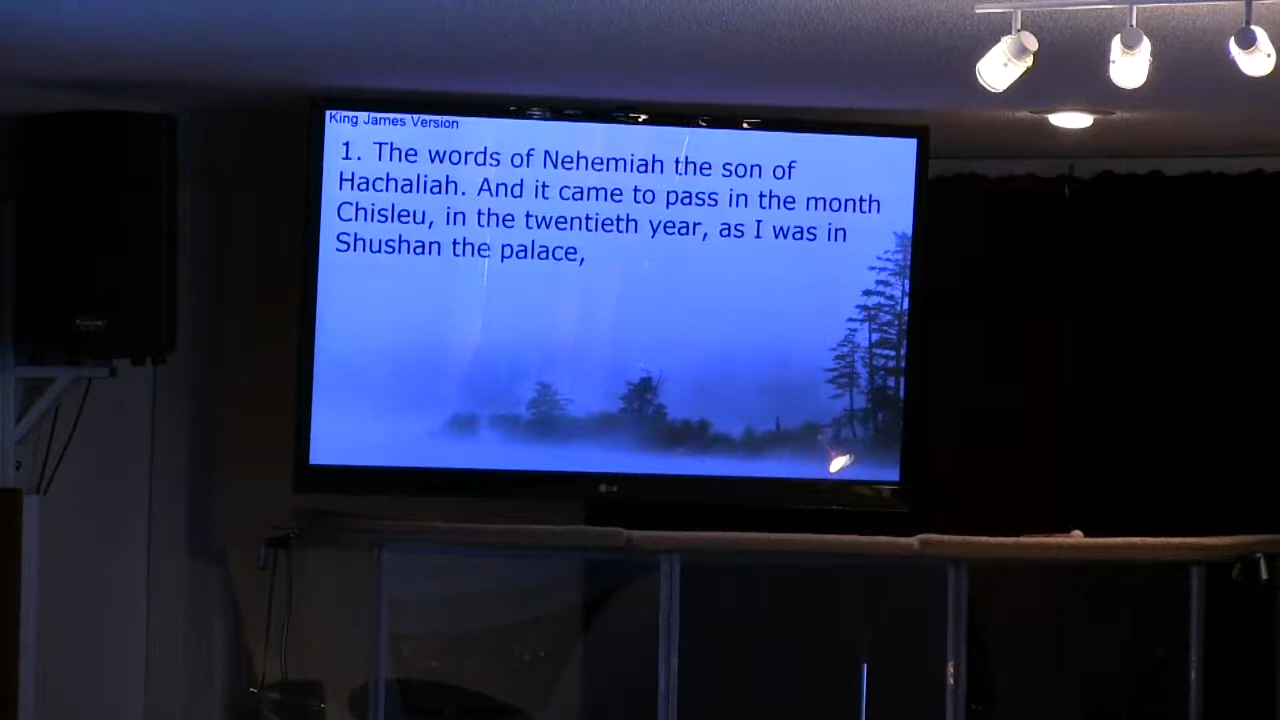 King James Version
1. The words of Nehemiah the son of
Hachaliah. And it came to pass in the month
Chisleu, in the twentieth year, as I was in
Shushan the palace,
LG